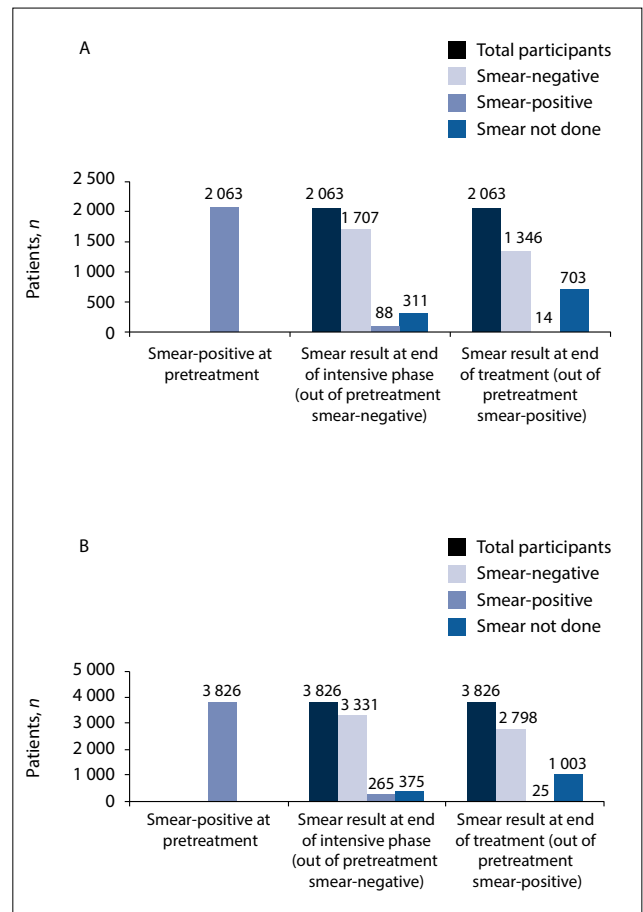 A
Total participants
Smear-negative
Smear-positive
Smear not done
Patients, n
2 500
2 000
1 500
1 000
500
0
2 063
2 063
1 707
88
311
2 063
1 346
14
703
Smear-positive at
pretreatment
Smear result at end
of intensive phase
(out of pretreatment
smear-negative)
Smear result at end
of treatment (out of
pretreatment
smear-positive)
B
Total participants
Smear-negative
Smear-positive
Smear not done
Patients, n
5 000
4 000
3 000
2 000
1 000
0
3 826
3 826
3 331
265
375
3 826
2 798
25
1 003
Smear-positive at
pretreatment
Smear result at end
of intensive phase
(out of pretreatment
smear-negative)
Smear result at end
of treatment (out of
pretreatment
smear-positive)